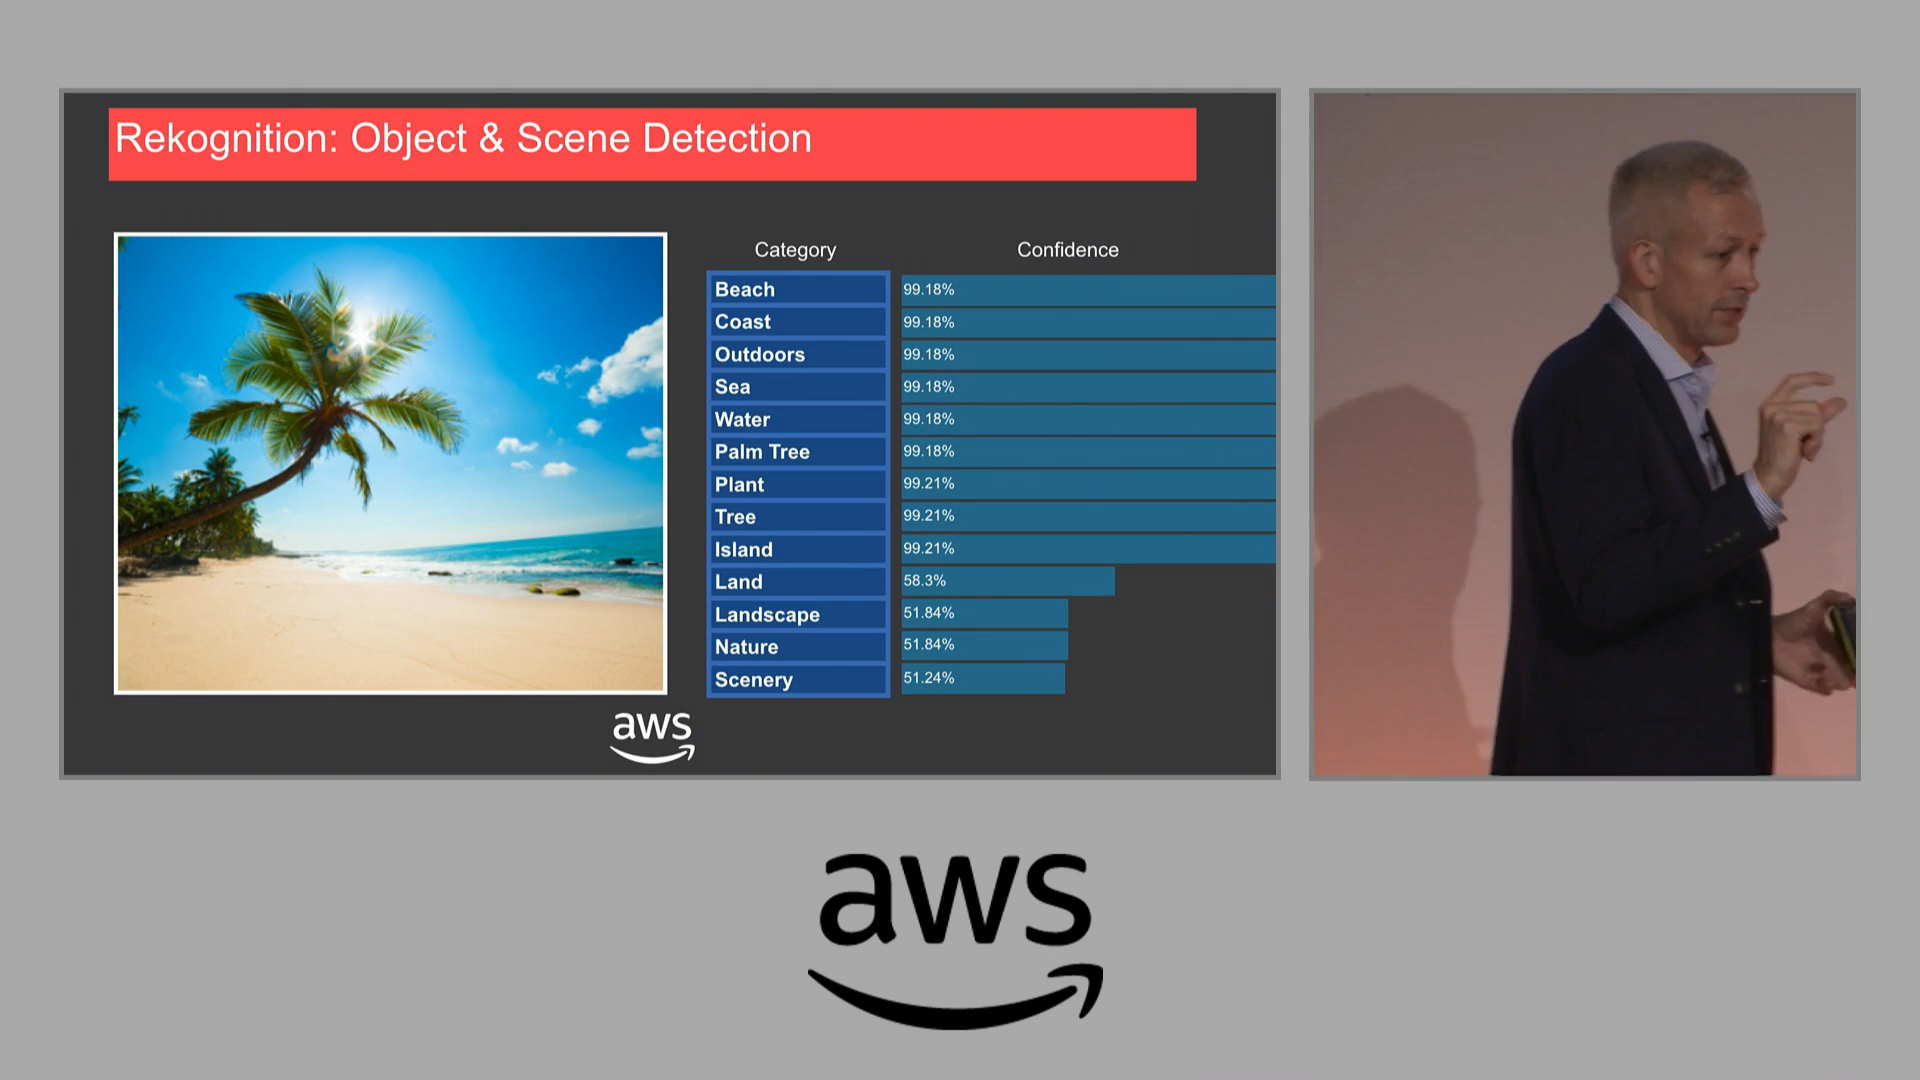 Rekognition: Object & Scene Detection
Category Confidence
Beach 99.18%
Coast 99.18%
Outdoors 99.18%
Sea 99.18%
Water 99.18%
Palm Tree 99.18%
Plant 99.21%
Tree 99.21%
Island 99.21%
Land 58.3%
Landscape 51.84%
Nature 51.84%
Scenery 51.24%
aws
aws